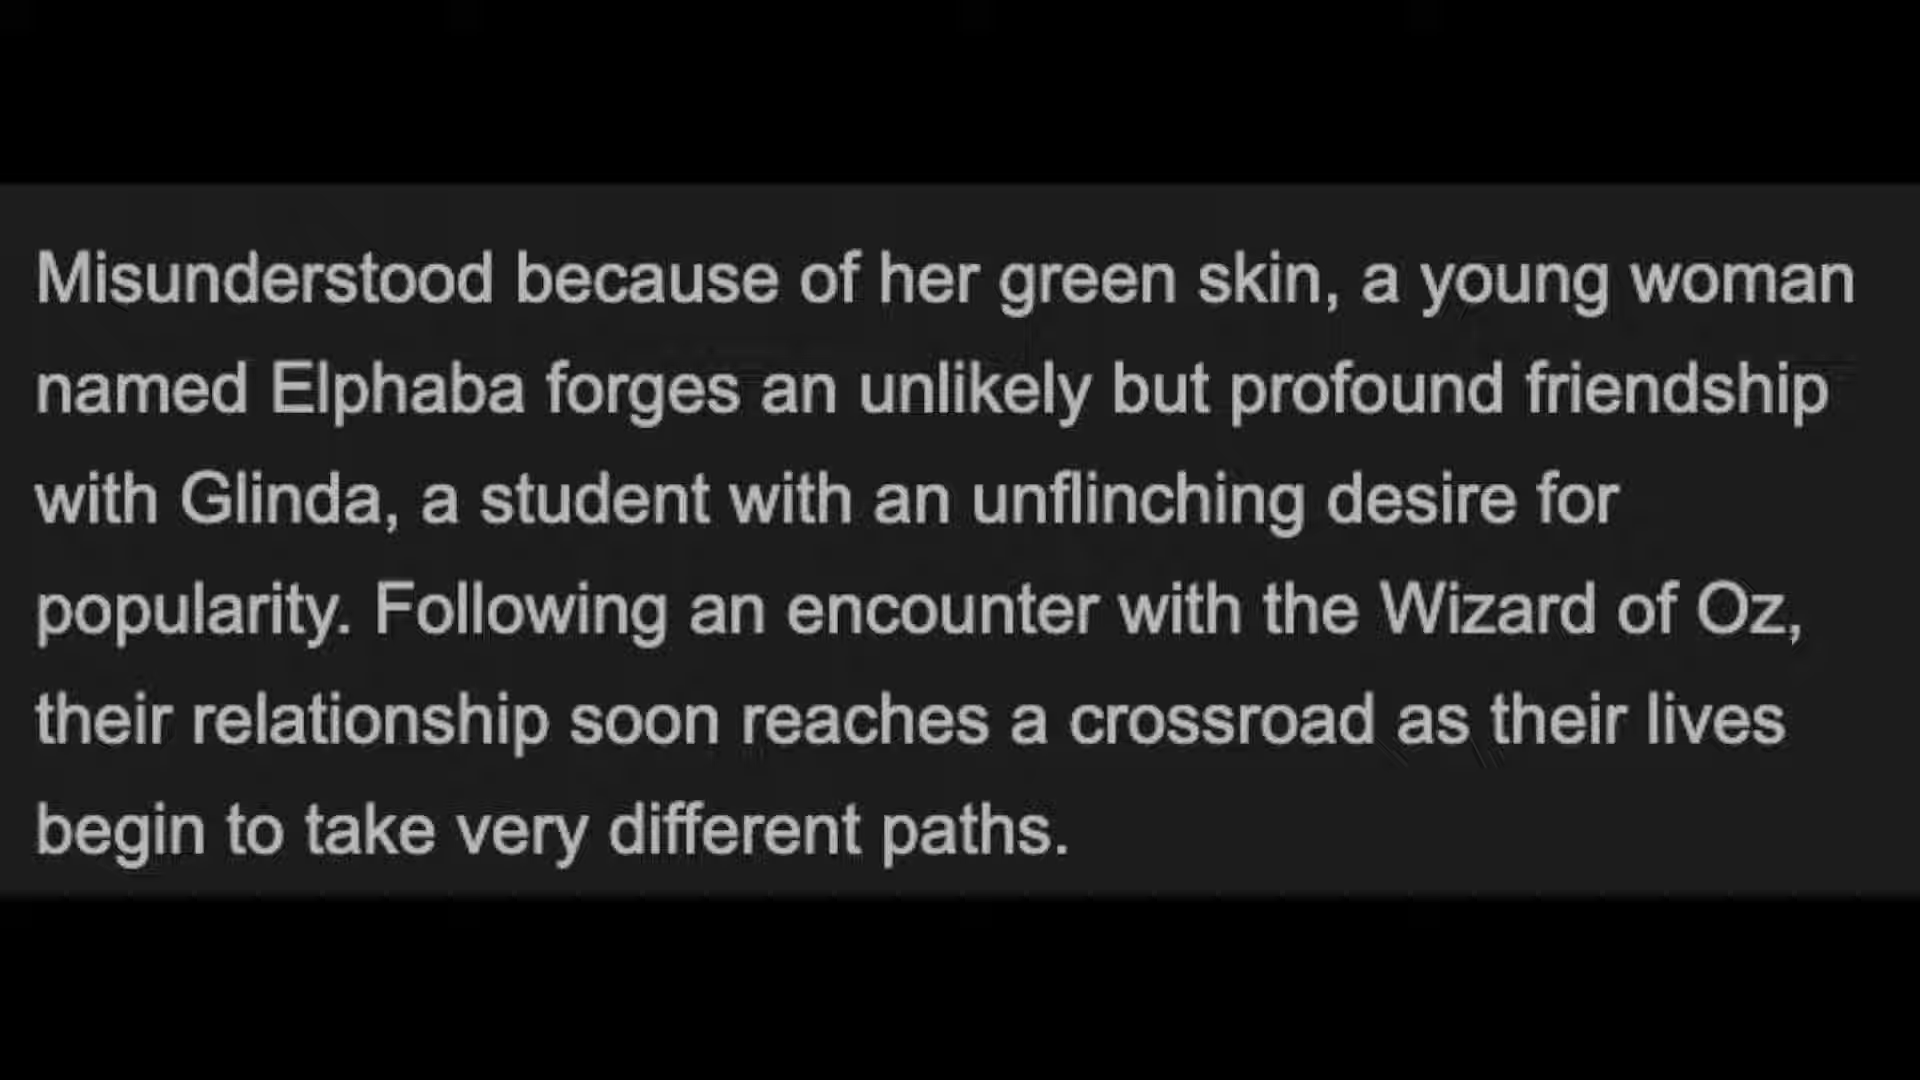 Misunderstood because of her green skin, a young woman
named Elphaba forges an unlikely but profound friendship
with Glinda, a student with an unflinching desire for
popularity. Following an encounter with the Wizard of Oz,
their relationship soon reaches a crossroad as their lives
begin to take very different paths.